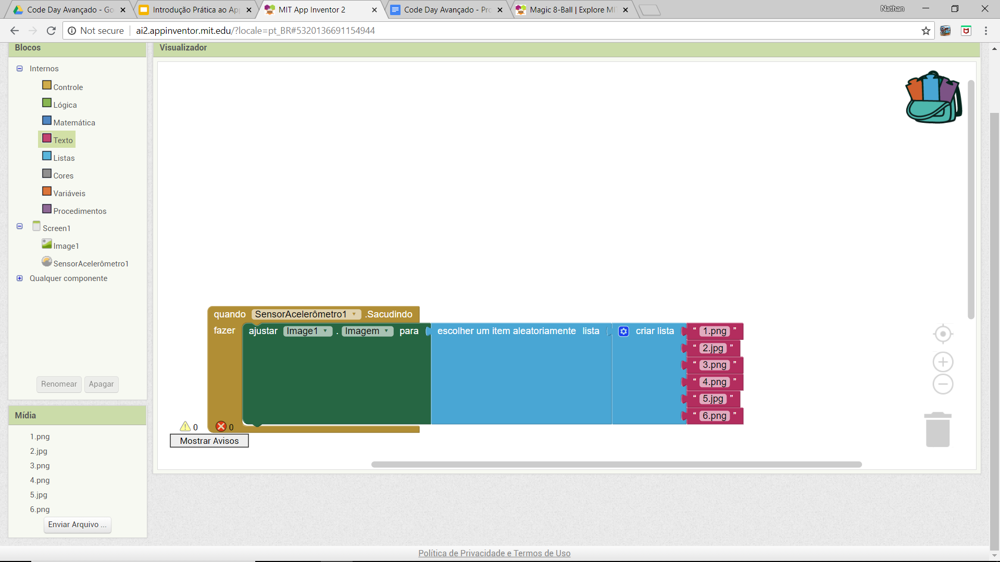 Code Day Avançado - Go
Introdução Prática ao Ap
MIT App Inventor 2
Code Day Avançado - Pro
Magic 8-Ball | Explore MI
Nathan
Not secure
ai2.appinventor.mit.edu/?locale=pt_BR#5320136691154944
Blocos
Visualizador
Internos
Controle
Lógica
Matemática
Texto
Listas
Cores
Variáveis
Procedimentos
Screen1
Image1
SensorAcelerômetro1
Qualquer componente
Renomear
Apagar
quando SensorAcelerômetro1 .Sacudindo
fazer ajustar Image1 . Imagem para escolher um item aleatoriamente lista criar lista “ 1.png ”
“ 2.jpg ”
“ 3.png ”
“ 4.png ”
“ 5.jpg ”
“ 6.png ”
0 0
Mostrar Avisos
Mídia
1.png
2.jpg
3.png
4.png
5.jpg
6.png
Enviar Arquivo ...
Política de Privacidade e Termos de Uso